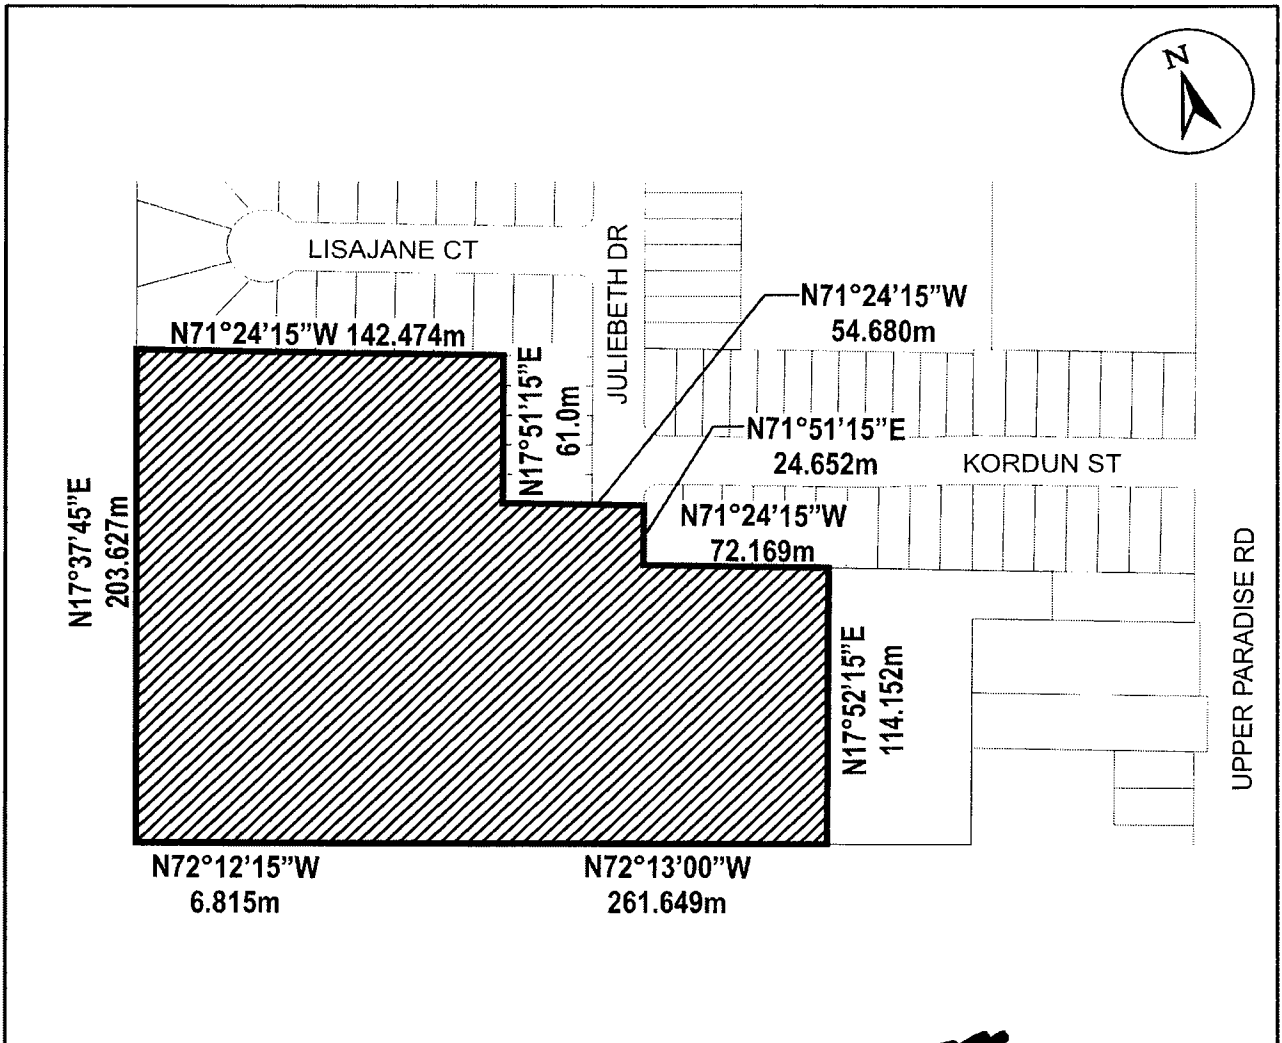 N
LISAJANE CT
JULIEBETH DR
N71°24'15”W
54.680m
N71°24'15”W 142.474m
N17°51'15”E
61.0m
N71°51'15”E
24.652m
KORDUN ST
N17°37'45”E
203.627m
N71°24'15”W
72.169m
N17°52'15”E
114.152m
UPPER PARADISE RD
N72°12'15”W
6.815m
N72°13'00”W
261.649m